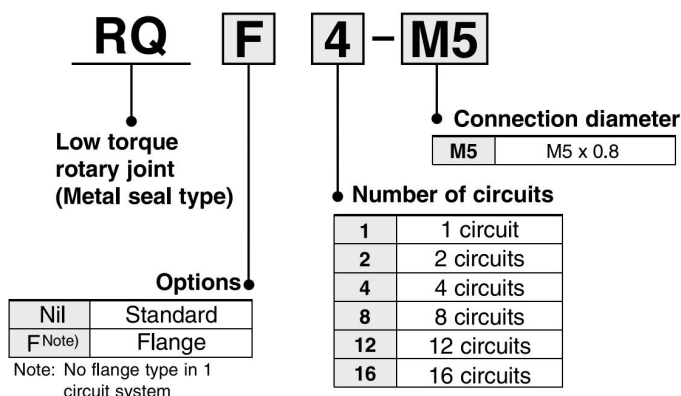 RQ F 4 - M5
Low torque
rotary joint
(Metal seal type)
Connection diameter
M5 M5 x 0.8
Number of circuits
1 1 circuit
2 2 circuits
4 4 circuits
8 8 circuits
12 12 circuits
16 16 circuits
Options
Nil Standard
F Note) Flange
Note: No flange type in 1
circuit system